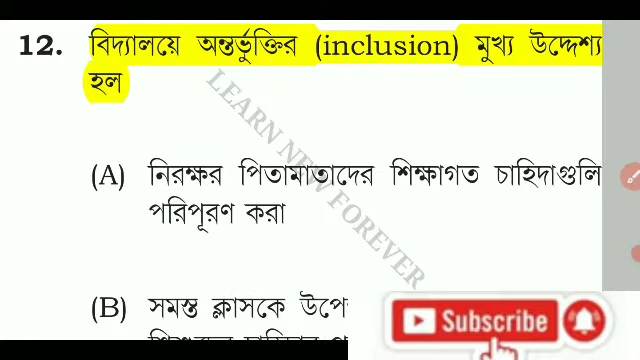 12. বিদ্যালয়ে অন্তর্ভুক্তির (inclusion) মুখ্য উদ্দেশ্য
হল
(A) নিরক্ষর পিতামাতাদের শিক্ষাগত চাহিদাগুলি
পরিপূরণ করা
(B) সমস্ত ক্লাসকে
LEARN NEW FOREVER
Subscribe